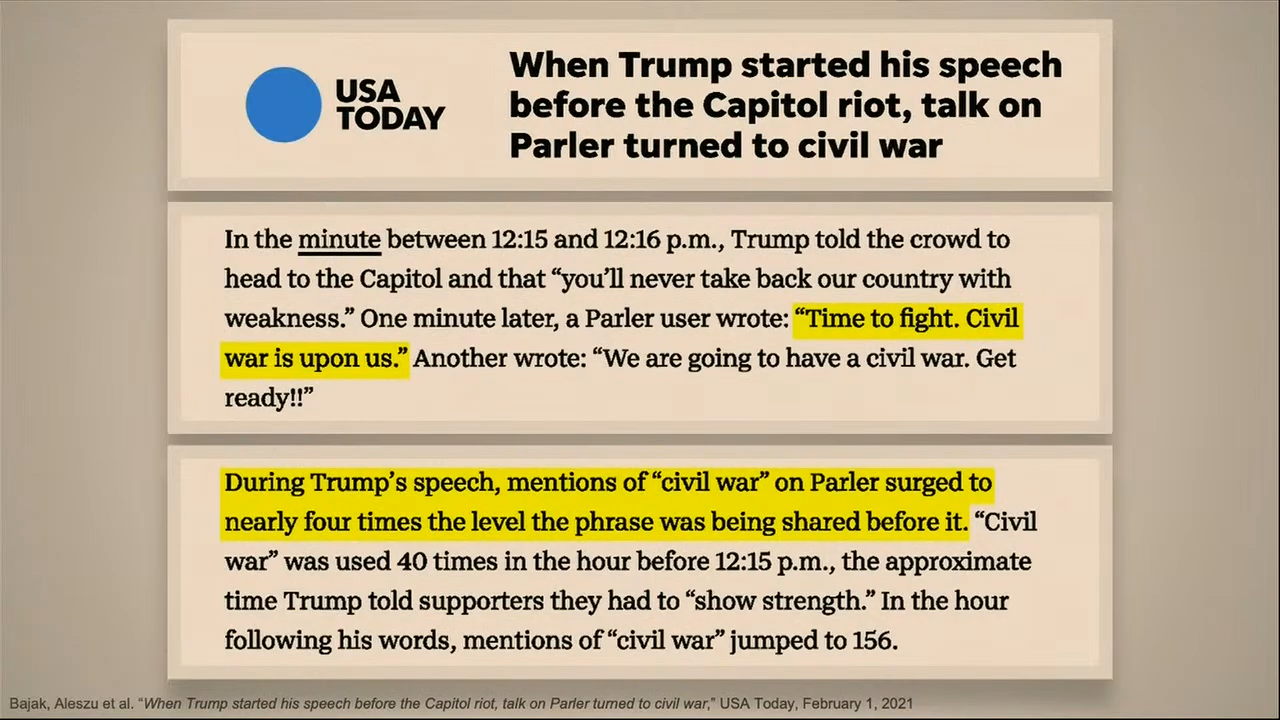 USA
TODAY
When Trump started his speech
before the Capitol riot, talk on
Parler turned to civil war
In the minute between 12:15 and 12:16 p.m., Trump told the crowd to
head to the Capitol and that “you’ll never take back our country with
weakness.” One minute later, a Parler user wrote: “Time to fight. Civil
war is upon us.” Another wrote: “We are going to have a civil war. Get
ready!!”
During Trump’s speech, mentions of “civil war” on Parler surged to
nearly four times the level the phrase was being shared before it. “Civil
war” was used 40 times in the hour before 12:15 p.m., the approximate
time Trump told supporters they had to “show strength.” In the hour
following his words, mentions of “civil war” jumped to 156.
Bajak, Aleszu et al. “When Trump started his speech before the Capitol riot, talk on Parler turned to civil war,” USA Today, February 1, 2021